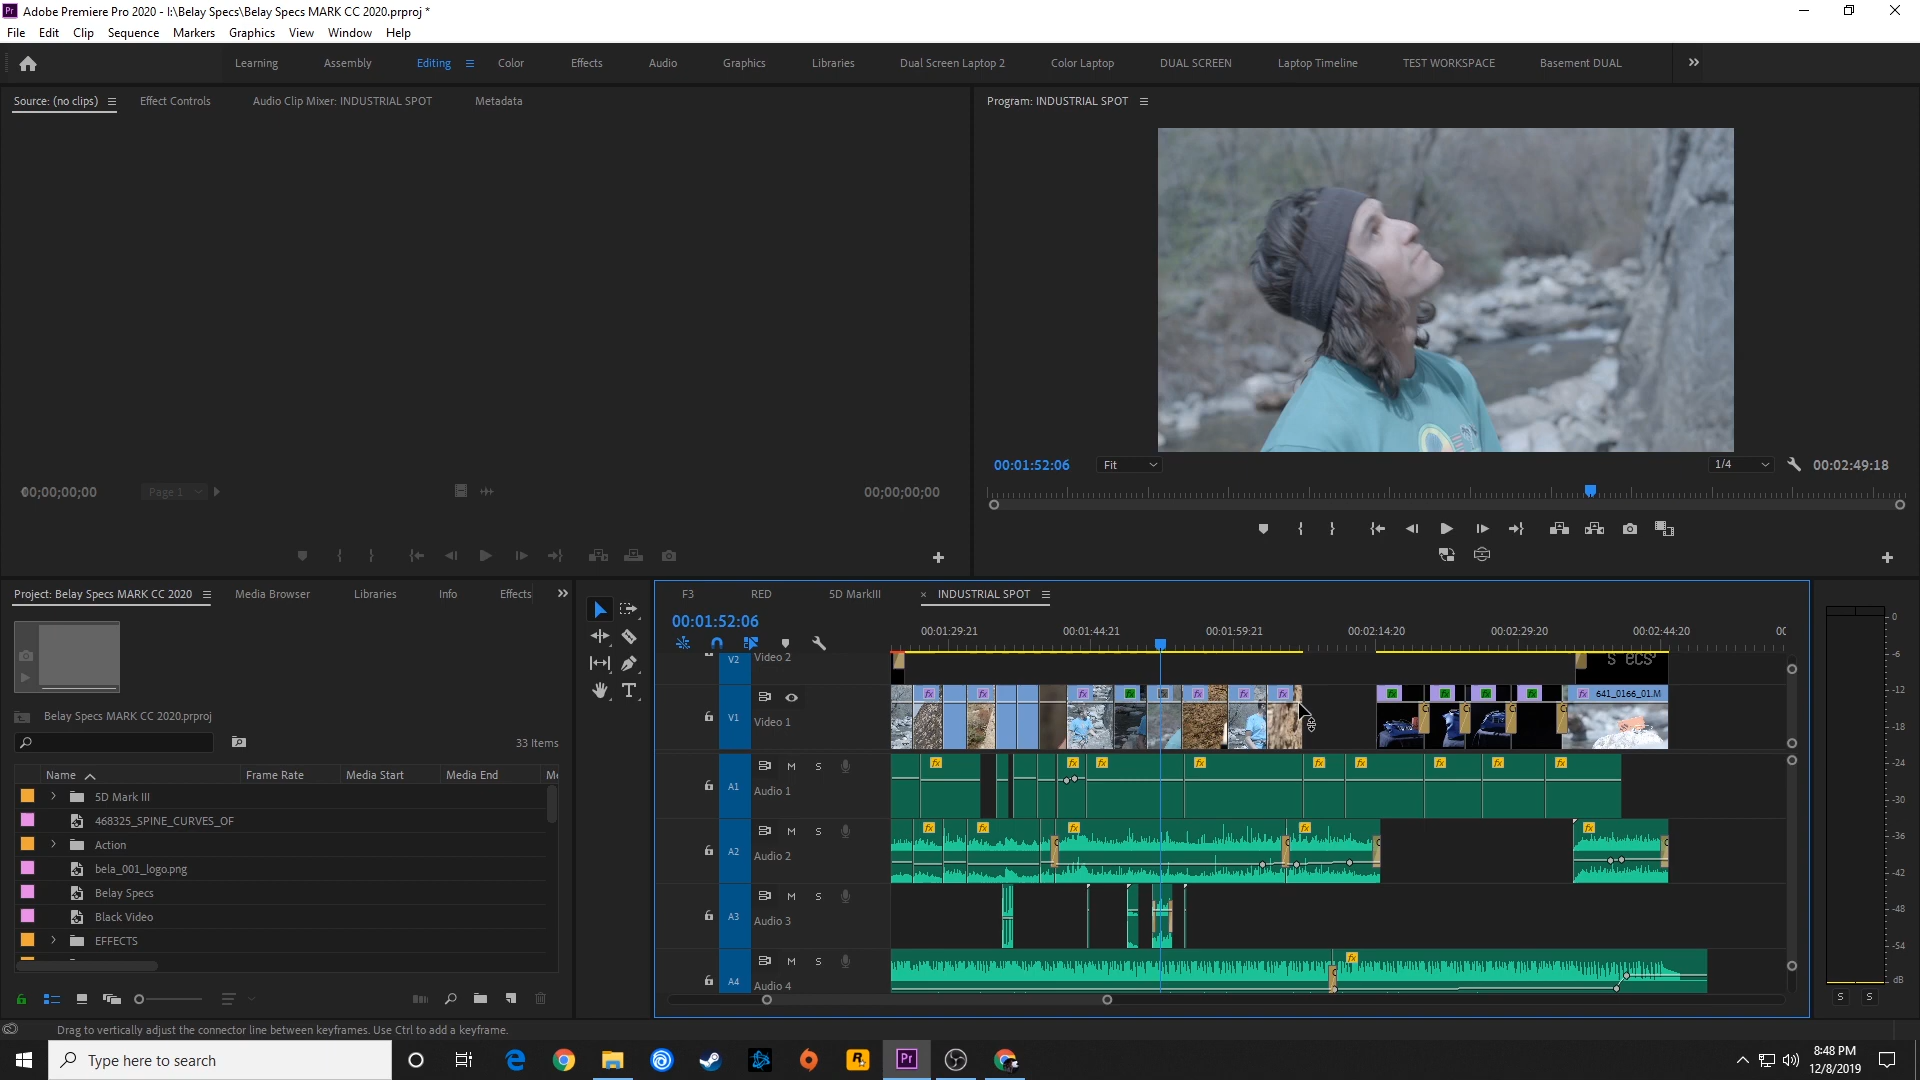 Adobe Premiere Pro 2020 - I:\Belay Specs\Belay Specs MARK CC 2020.prproj *
File Edit Clip Sequence Markers Graphics View Window Help
Learning Assembly Editing Color Effects Audio Graphics Libraries Dual Screen Laptop 2 Color Laptop DUAL SCREEN Laptop Timeline TEST WORKSPACE Basement DUAL
Source: (no clips) Effect Controls Audio Clip Mixer: INDUSTRIAL SPOT Metadata
Program: INDUSTRIAL SPOT
00;00;00;00 Page 1 00;00;00;00
00:01:52:06 Fit 1/4 00:02:49:18
Project: Belay Specs MARK CC 2020 Media Browser Libraries Info Effects
Belay Specs MARK CC 2020.prproj
33 Items
Name Frame Rate Media Start Media End
5D Mark III
468325_SPINE_CURVES_OF
Action
bela_001_logo.png
Belay Specs
Black Video
EFFECTS
F3 RED 5D MarkIII × INDUSTRIAL SPOT
00:01:52:06
00:01:29:21 00:01:44:21 00:01:59:21 00:02:14:20 00:02:29:20 00:02:44:20
V2 Video 2
V1 Video 1
641_0166_01.M
A1 M S Audio 1
A2 M S Audio 2
A3 M S Audio 3
A4 M S Audio 4
0
-6
-12
-18
-24
-30
-36
-42
-48
-54
dB
S S
Drag to vertically adjust the connector line between keyframes. Use Ctrl to add a keyframe.
Type here to search
8:48 PM
12/8/2019